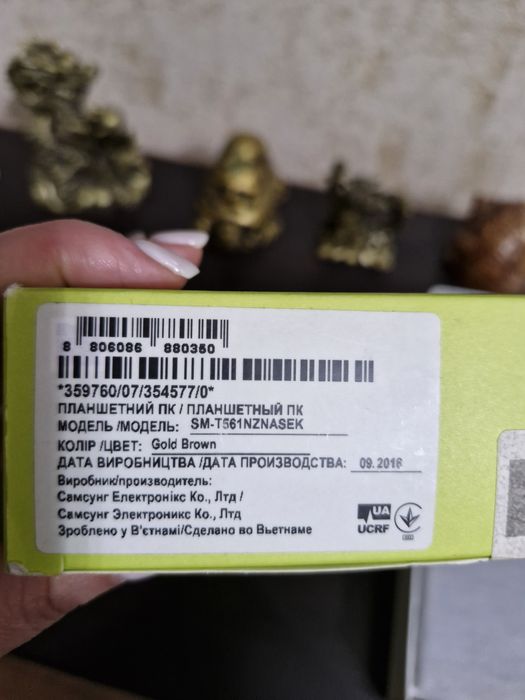 8 806086 880350
*359760/07/354577/0*
ПЛАНШЕТНИЙ ПК / ПЛАНШЕТНЫЙ ПК
МОДЕЛЬ /МОДЕЛЬ: SM-T561NZNASEK
КОЛІР /ЦВЕТ: Gold Brown
ДАТА ВИРОБНИЦТВА /ДАТА ПРОИЗВОДСТВА: 09. 2016
Виробник/производитель:
Самсунг Електронікс Ко., Лтд /
Самсунг Электроникс Ко., Лтд
Зроблено у В'єтнамі/Сделано во Вьетнаме
UA
UCRF